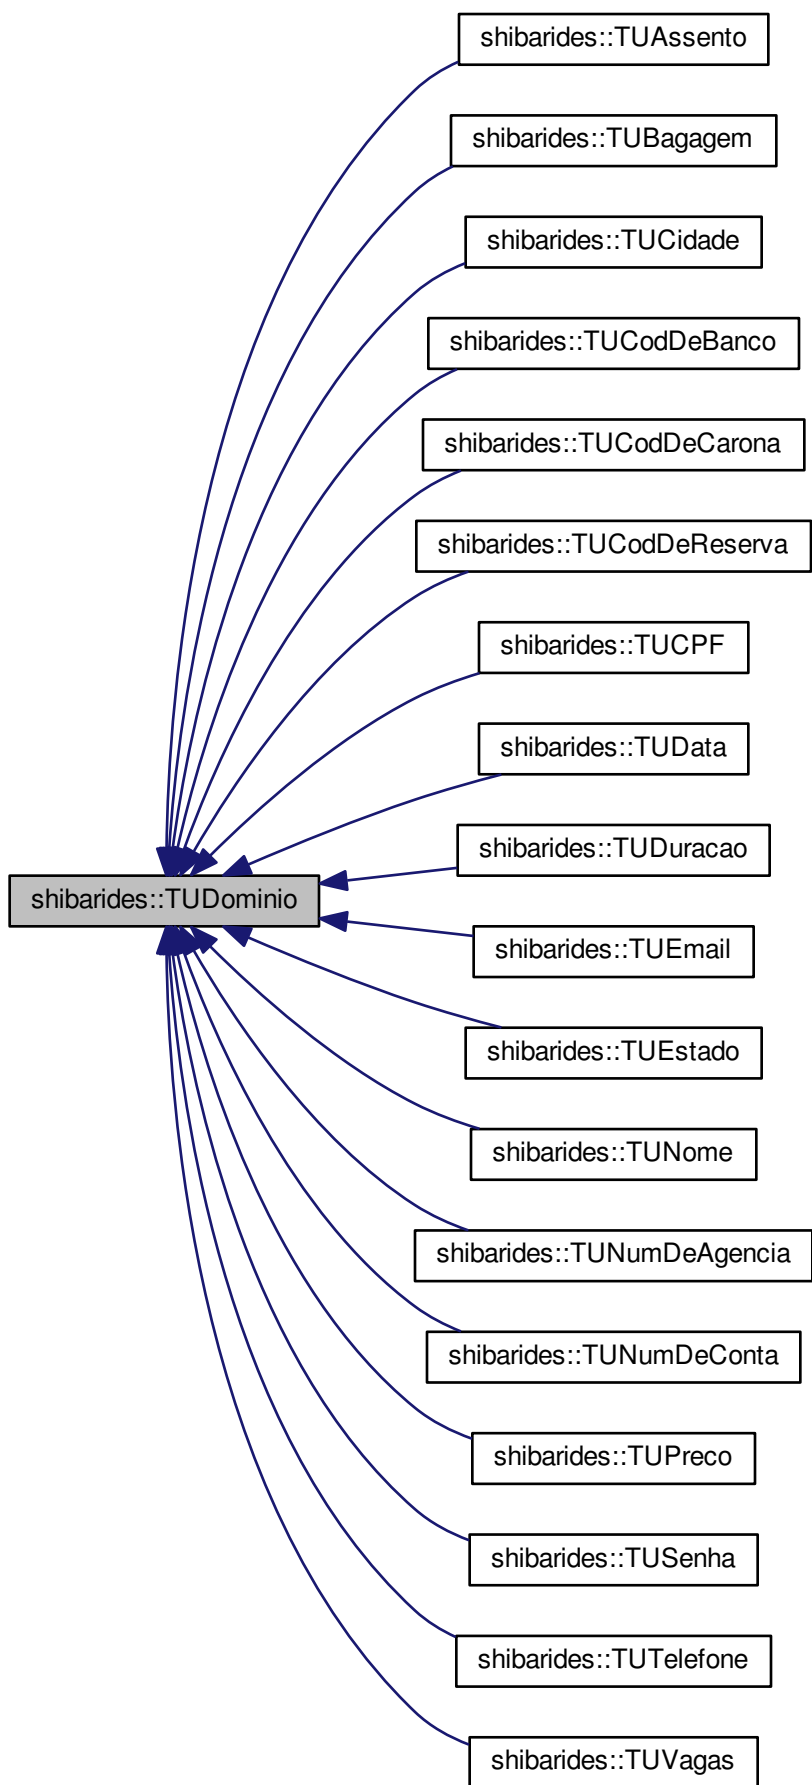 shibarides::TUAssento
shibarides::TUBagagem
shibarides::TUCidade
shibarides::TUCodDeBanco
shibarides::TUCodDeCarona
shibarides::TUCodDeReserva
shibarides::TUCPF
shibarides::TUData
shibarides::TUDuracao
shibarides::TUDominio
shibarides::TUEmail
shibarides::TUEstado
shibarides::TUNome
shibarides::TUNumDeAgencia
shibarides::TUNumDeConta
shibarides::TUPreco
shibarides::TUSenha
shibarides::TUTelefone
shibarides::TUVagas